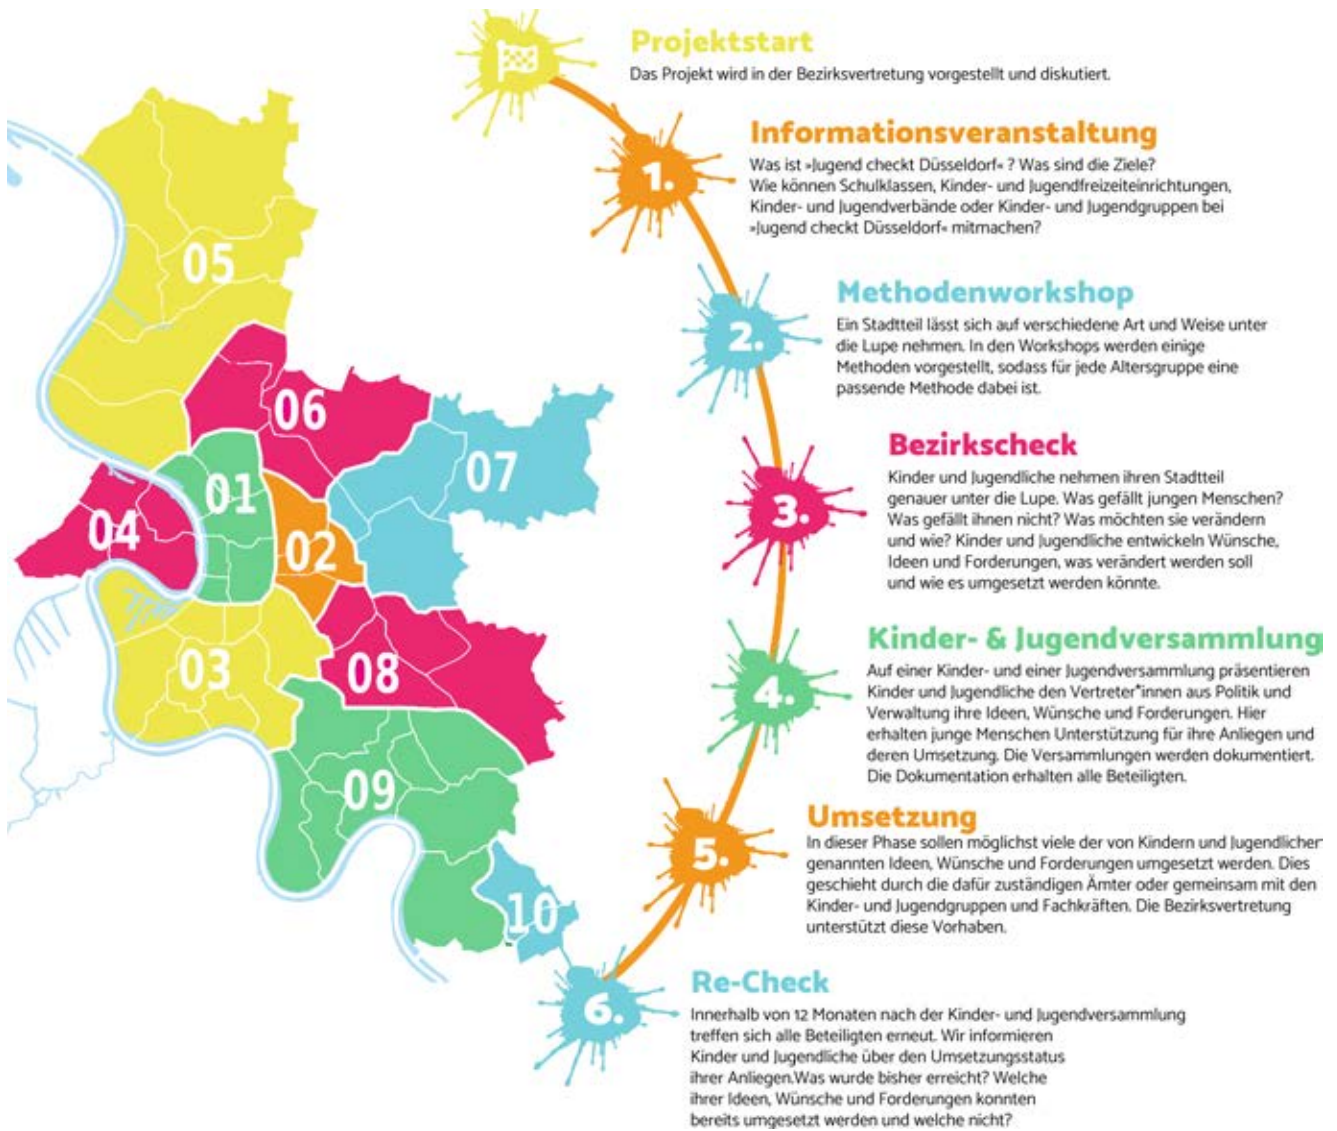 Projektstart
Das Projekt wird in der Bezirksvertretung vorgestellt und diskutiert.
1.
Informationsveranstaltung
Was ist »Jugend checkt Düsseldorf« ? Was sind die Ziele?
Wie können Schulklassen, Kinder- und Jugendfreizeiteinrichtungen,
Kinder- und Jugendverbände oder Kinder- und Jugendgruppen bei
»Jugend checkt Düsseldorf« mitmachen?
2.
Methodenworkshop
Ein Stadtteil lässt sich auf verschiedene Art und Weise unter
die Lupe nehmen. In den Workshops werden einige
Methoden vorgestellt, sodass für jede Altersgruppe eine
passende Methode dabei ist.
3.
Bezirkscheck
Kinder und Jugendliche nehmen ihren Stadtteil
genauer unter die Lupe. Was gefällt jungen Menschen?
Was gefällt ihnen nicht? Was möchten sie verändern
und wie? Kinder und Jugendliche entwickeln Wünsche,
Ideen und Forderungen, was verändert werden soll
und wie es umgesetzt werden könnte.
4.
Kinder- & Jugendversammlung
Auf einer Kinder- und einer Jugendversammlung präsentieren
Kinder und Jugendliche den Vertreter*innen aus Politik und
Verwaltung ihre Ideen, Wünsche und Forderungen. Hier
erhalten junge Menschen Unterstützung für ihre Anliegen und
deren Umsetzung. Die Versammlungen werden dokumentiert.
Die Dokumentation erhalten alle Beteiligten.
5.
Umsetzung
In dieser Phase sollen möglichst viele der von Kindern und Jugendlichen
genannten Ideen, Wünsche und Forderungen umgesetzt werden. Dies
geschieht durch die dafür zuständigen Ämter oder gemeinsam mit den
Kinder- und Jugendgruppen und Fachkräften. Die Bezirksvertretung
unterstützt diese Vorhaben.
6.
Re-Check
Innerhalb von 12 Monaten nach der Kinder- und Jugendversammlung
treffen sich alle Beteiligten erneut. Wir informieren
Kinder und Jugendliche über den Umsetzungsstatus
ihrer Anliegen.Was wurde bisher erreicht? Welche
ihrer Ideen, Wünsche und Forderungen konnten
bereits umgesetzt werden und welche nicht?
05
06
07
01
04
02
03
08
09
10